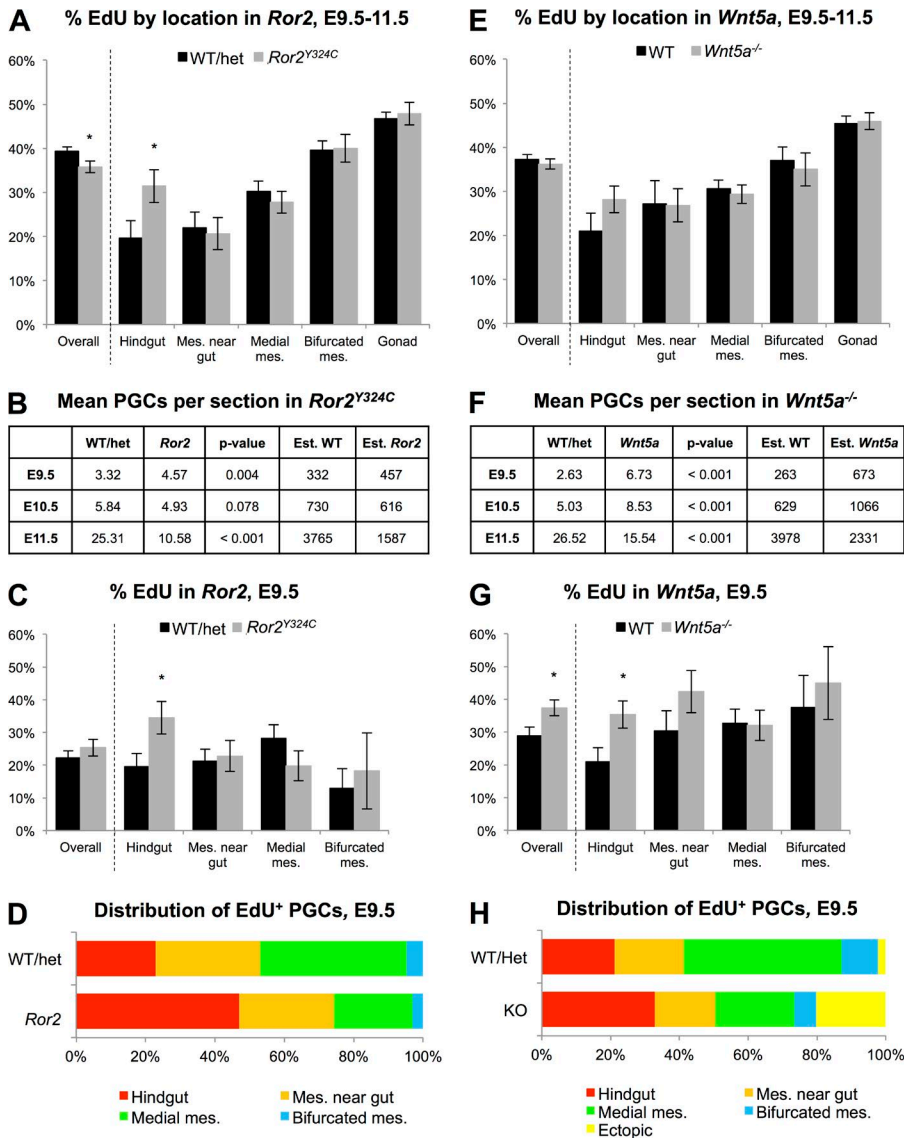 A % EdU by location in Ror2, E9.5-11.5
WT/het Ror2Y324C
60%
50%
40%
30%
20%
10%
0%
* *
Overall Hindgut Mes. near gut Medial mes. Bifurcated mes. Gonad
B Mean PGCs per section in Ror2Y324C
WT/het Ror2 p-value Est. WT Est. Ror2
E9.5 3.32 4.57 0.004 332 457
E10.5 5.84 4.93 0.078 730 616
E11.5 25.31 10.58 < 0.001 3765 1587
C % EdU in Ror2, E9.5
WT/het Ror2Y324C
60%
50%
40%
30%
20%
10%
0%
*
Overall Hindgut Mes. near gut Medial mes. Bifurcated mes.
D Distribution of EdU+ PGCs, E9.5
WT/het
Ror2
0% 20% 40% 60% 80% 100%
Hindgut Mes. near gut
Medial mes. Bifurcated mes.
E % EdU by location in Wnt5a, E9.5-11.5
WT Wnt5a-/-
60%
50%
40%
30%
20%
10%
0%
Overall Hindgut Mes. near gut Medial mes. Bifurcated mes. Gonad
F Mean PGCs per section in Wnt5a-/-
WT/het Wnt5a p-value Est. WT Est. Wnt5a
E9.5 2.63 6.73 < 0.001 263 673
E10.5 5.03 8.53 < 0.001 629 1066
E11.5 26.52 15.54 < 0.001 3978 2331
G % EdU in Wnt5a, E9.5
WT Wnt5a-/-
60%
50%
40%
30%
20%
10%
0%
* *
Overall Hindgut Mes. near gut Medial mes. Bifurcated mes.
H Distribution of EdU+ PGCs, E9.5
WT/Het
KO
0% 20% 40% 60% 80% 100%
Hindgut Mes. near gut
Medial mes. Bifurcated mes.
Ectopic